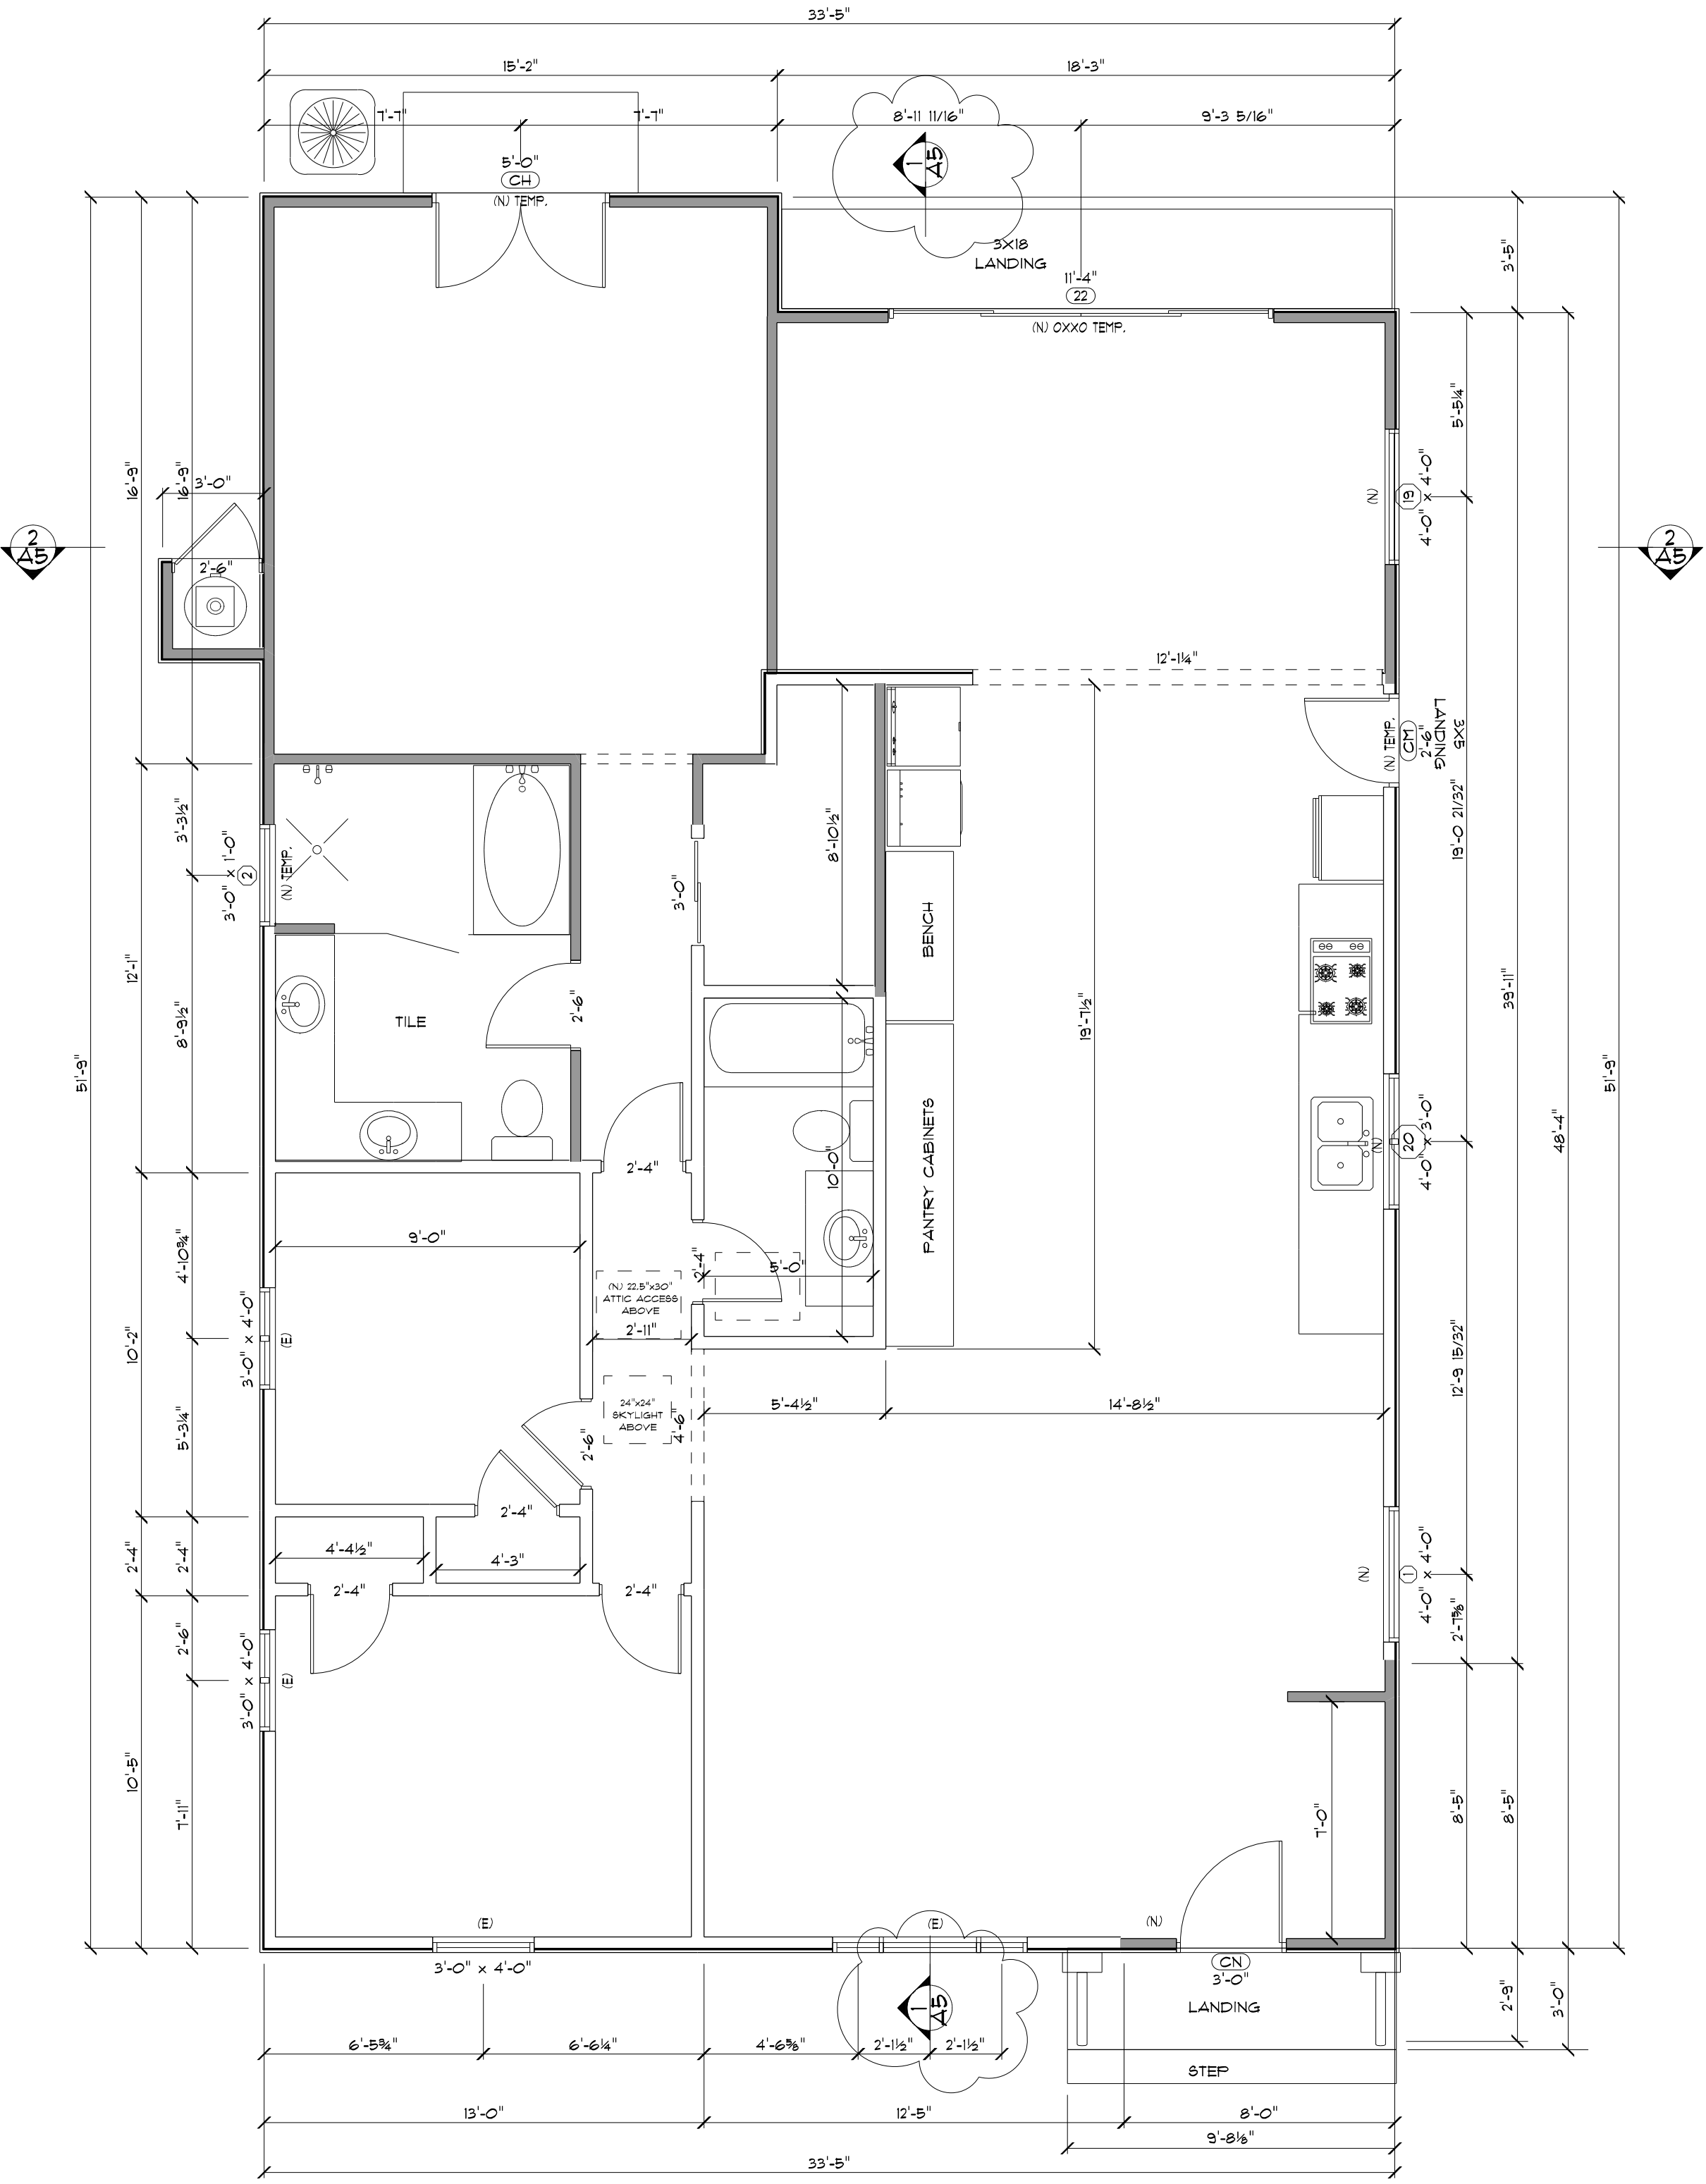 33'-5"
15'-2"
18'-3"
7'-7"
7'-7"
8'-11 11/16"
9'-3 5/16"
5'-0"
CH
(N) TEMP.
1
A5
3X18
LANDING
11'-4"
22
(N) OXXO TEMP.
3'-5"
5'-5¼"
16'-9"
16'-9"
3'-0"
2'-6"
2
A5
(N)
19
4'-0" x 4'-0"
2
A5
12'-1¼"
3X5
LANDING
2'-6"
CM
(N) TEMP.
19'-0 21/32"
3'-3½"
3'-0" x 1'-0"
2
(N) TEMP.
8'-10½"
3'-0"
BENCH
12'-1"
8'-9½"
TILE
2'-6"
19'-7½"
39'-11"
51'-9"
51'-9"
48'-4"
PANTRY CABINETS
10'-0"
2'-4"
(N)
20
4'-0" x 3'-0"
9'-0"
4'-10¾"
2'-4"
5'-0"
(N) 22.5"x30"
ATTIC ACCESS
ABOVE
2'-11"
3'-0" x 4'-0"
(E)
10'-2"
12'-9 15/32"
5'-3¼"
24"x24"
SKYLIGHT
ABOVE
2'-6"
4'-6"
5'-4½"
14'-8½"
2'-4"
4'-4½"
4'-3"
2'-4"
2'-4"
2'-4"
2'-4"
(N)
1
4'-0" x 4'-0"
2'-7⅝"
2'-6"
3'-0" x 4'-0"
(E)
10'-5"
7'-11"
7'-0"
8'-5"
8'-5"
(E)
(E)
(N)
3'-0" x 4'-0"
CN
3'-0"
LANDING
1
A5
2'-9"
3'-0"
6'-5¾"
6'-6¼"
4'-6⅝"
2'-1½"
2'-1½"
STEP
13'-0"
12'-5"
8'-0"
9'-8⅛"
33'-5"